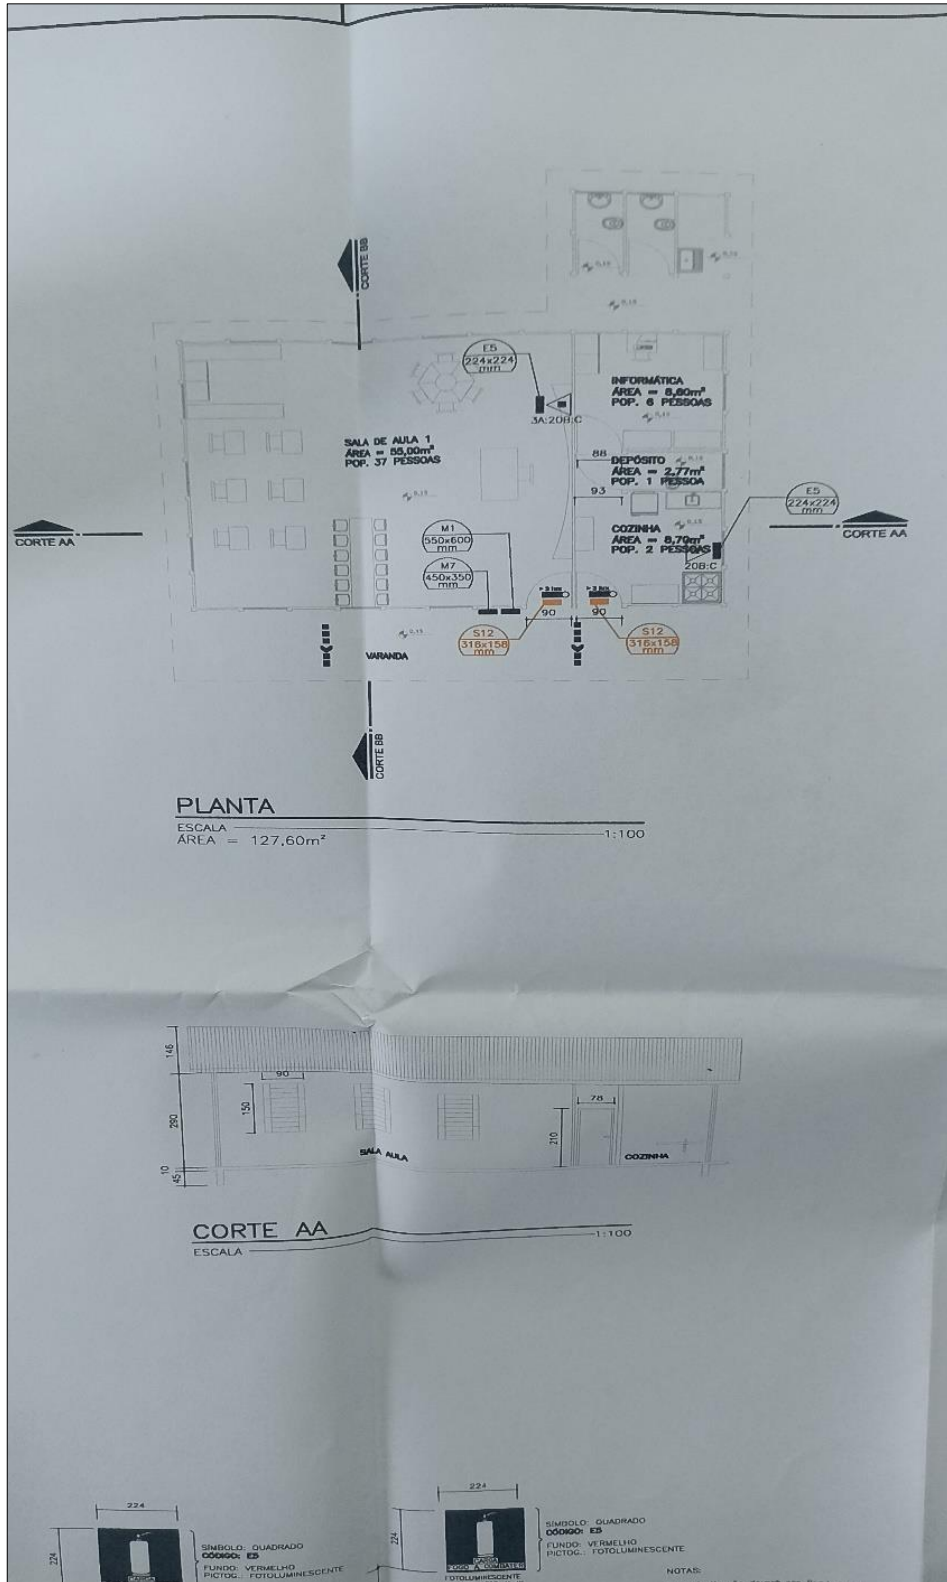 CORTE BB
E5
224x224
mm
3A:20B:C
INFORMÁTICA
ÁREA = 8,80m²
POP. 6 PESSOAS
SALA DE AULA 1
ÁREA = 55,00m²
POP. 37 PESSOAS
88
DEPÓSITO
ÁREA = 2,77m²
POP. 1 PESSOA
93
E5
224x224
mm
CORTE AA
M1
550x600
mm
COZINHA
ÁREA = 8,70m²
POP. 2 PESSOAS
20B:C
CORTE AA
M7
450x350
mm
90
90
S12
316x158
mm
S12
316x158
mm
VARANDA
CORTE BB
PLANTA
ESCALA 1:100
ÁREA = 127,60m²
146
90
150
290
78
210
SALA AULA
COZINHA
10
45
CORTE AA
ESCALA 1:100
224
224
SÍMBOLO: QUADRADO
CÓDIGO: E5
FUNDO: VERMELHO
PICTOG.: FOTOLUMINESCENTE
224
224
SÍMBOLO: QUADRADO
CÓDIGO: E5
FUNDO: VERMELHO
PICTOG.: FOTOLUMINESCENTE
FOTOLUMINESCENTE
NOTAS: